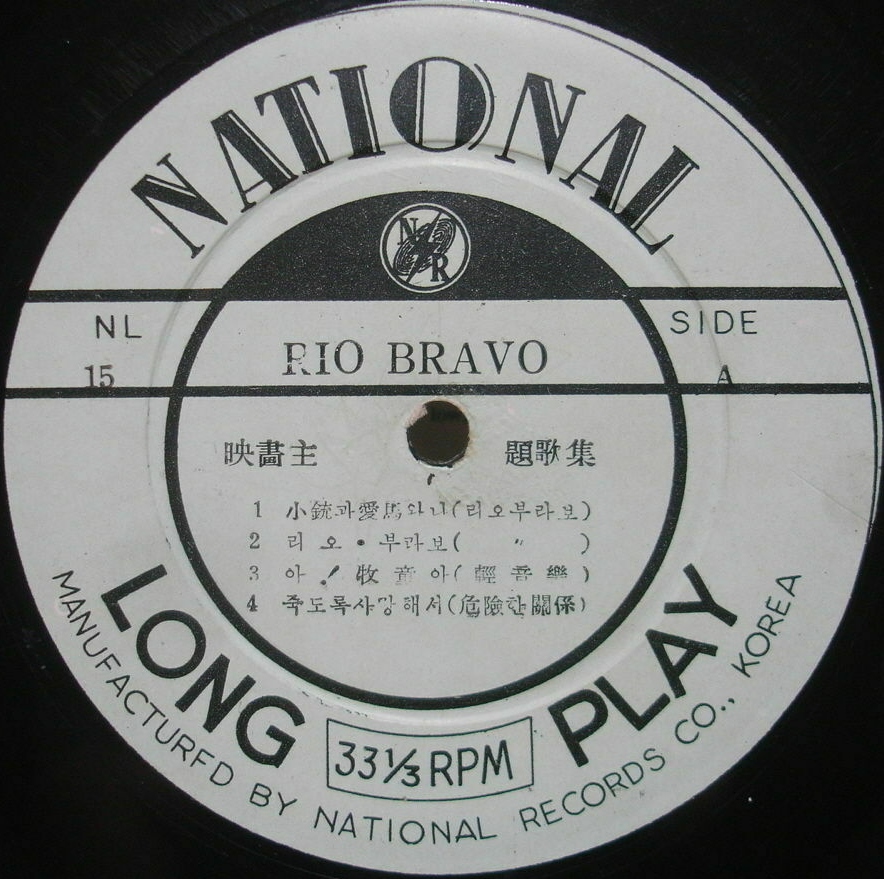 NATIONAL
N R
NL SIDE
15 A
RIO BRAVO
映畵主 題歌集
1 小銃과愛馬와나(리오부라보)
2 리오·부라보( 〃 )
3 아!牧童아(輕音樂)
4 죽도록사랑해서(危險한關係)
LONG PLAY
33⅓ RPM
MANUFACTURFD BY NATIONAL RECORDS CO., KOREA